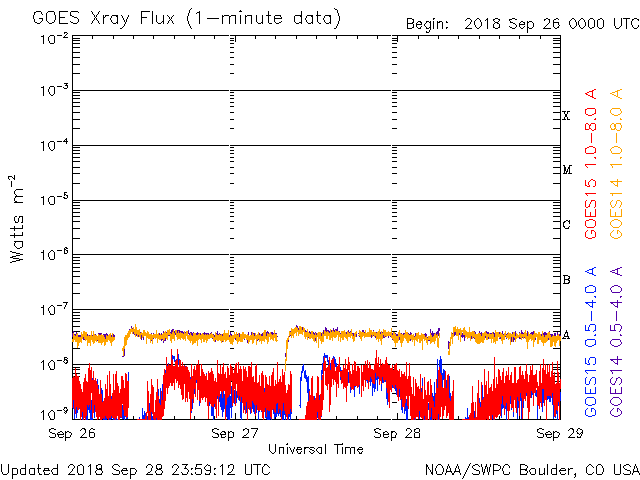 GOES Xray Flux (1-minute data)
Begin: 2018 Sep 26 0000 UTC
10⁻²
10⁻³
10⁻⁴
10⁻⁵
10⁻⁶
10⁻⁷
10⁻⁸
10⁻⁹
Watts m⁻²
X
M
C
B
A
GOES15 1.0-8.0 A
GOES14 1.0-8.0 A
GOES15 0.5-4.0 A
GOES14 0.5-4.0 A
Sep 26
Sep 27
Sep 28
Sep 29
Universal Time
Updated 2018 Sep 28 23:59:12 UTC
NOAA/SWPC Boulder, CO USA